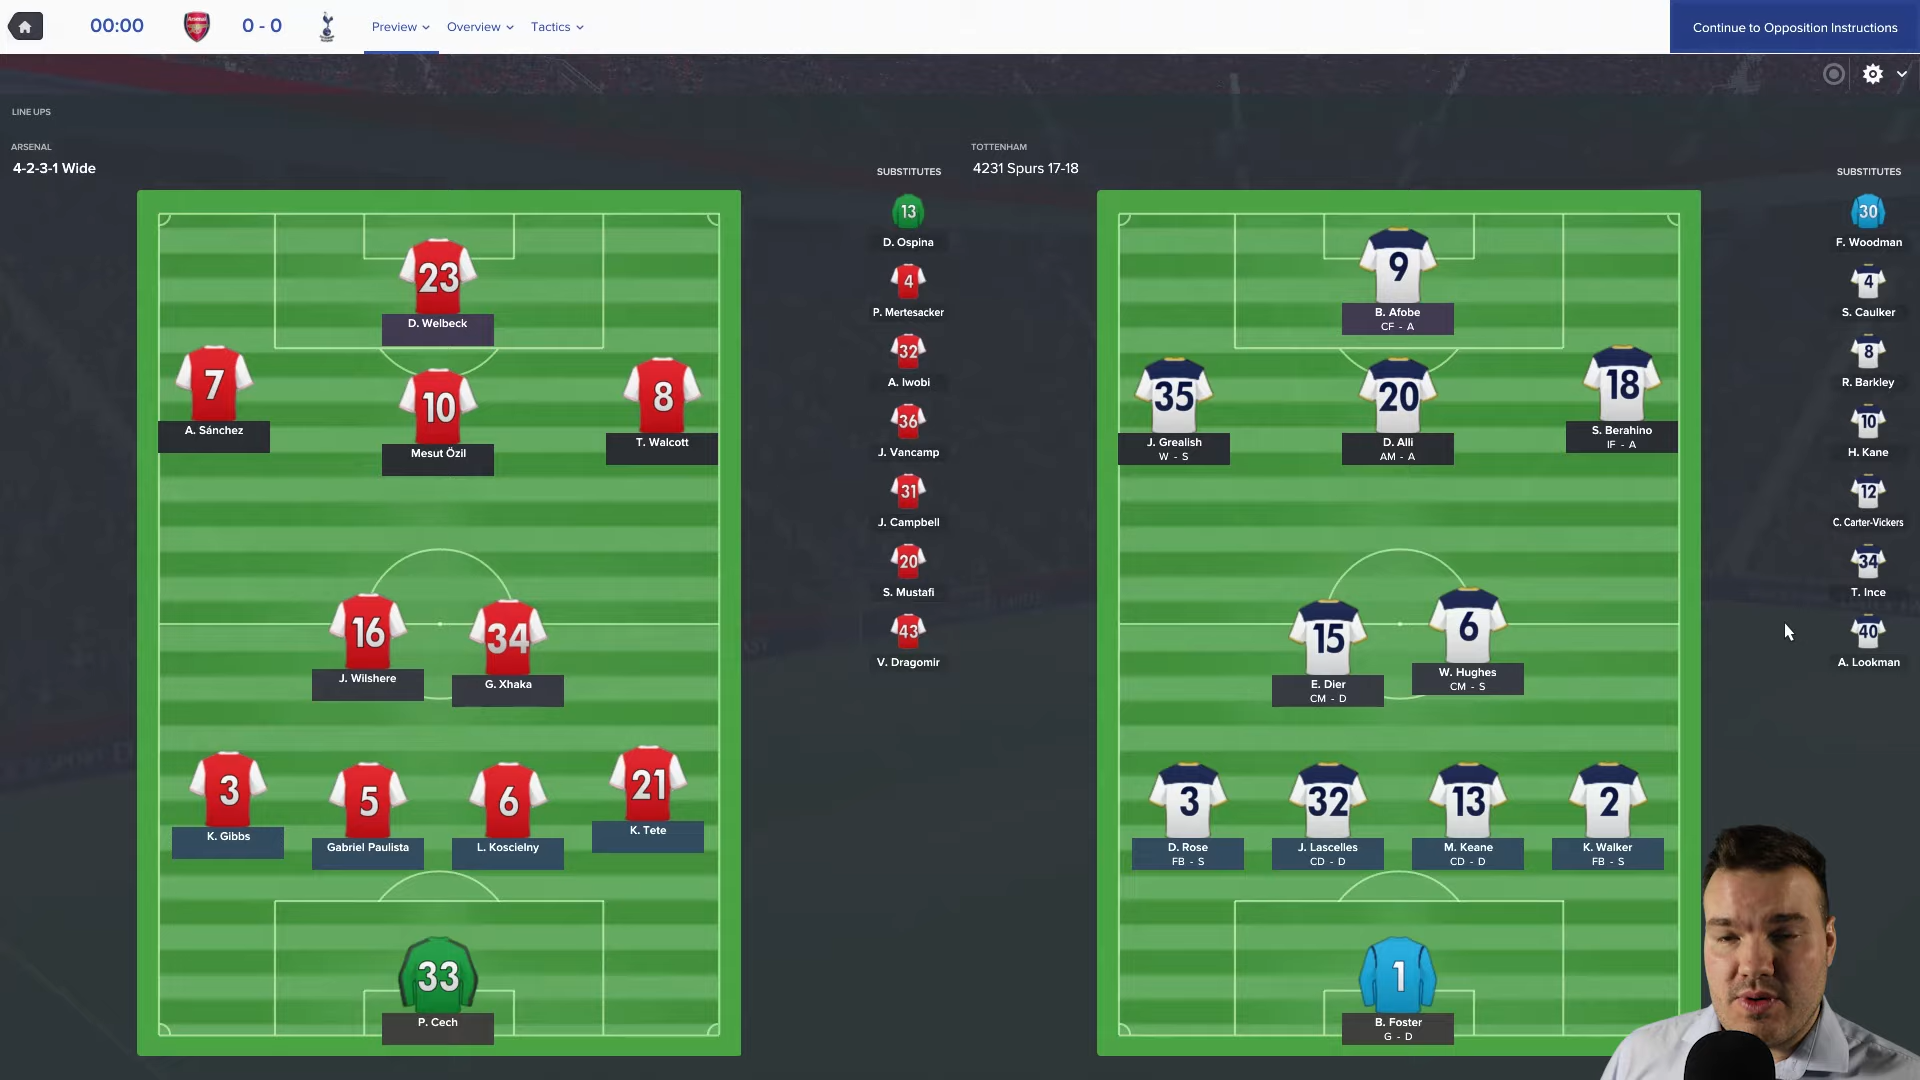 00:00
0 - 0
Preview
Overview
Tactics
Continue to Opposition Instructions
LINE UPS
ARSENAL
4-2-3-1 Wide
23
D. Welbeck
7
A. Sánchez
10
Mesut Özil
8
T. Walcott
16
J. Wilshere
34
G. Xhaka
3
K. Gibbs
5
Gabriel Paulista
6
L. Koscielny
21
K. Tete
33
P. Cech
SUBSTITUTES
13
D. Ospina
4
P. Mertesacker
32
A. Iwobi
36
J. Vancamp
31
J. Campbell
20
S. Mustafi
43
V. Dragomir
TOTTENHAM
4231 Spurs 17-18
9
B. Afobe
CF - A
35
J. Grealish
W - S
20
D. Alli
AM - A
18
S. Berahino
IF - A
15
E. Dier
CM - D
6
W. Hughes
CM - S
3
D. Rose
FB - S
32
J. Lascelles
CD - D
13
M. Keane
CD - D
2
K. Walker
FB - S
1
B. Foster
G - D
SUBSTITUTES
30
F. Woodman
4
S. Caulker
8
R. Barkley
10
H. Kane
12
C. Carter-Vickers
34
T. Ince
40
A. Lookman